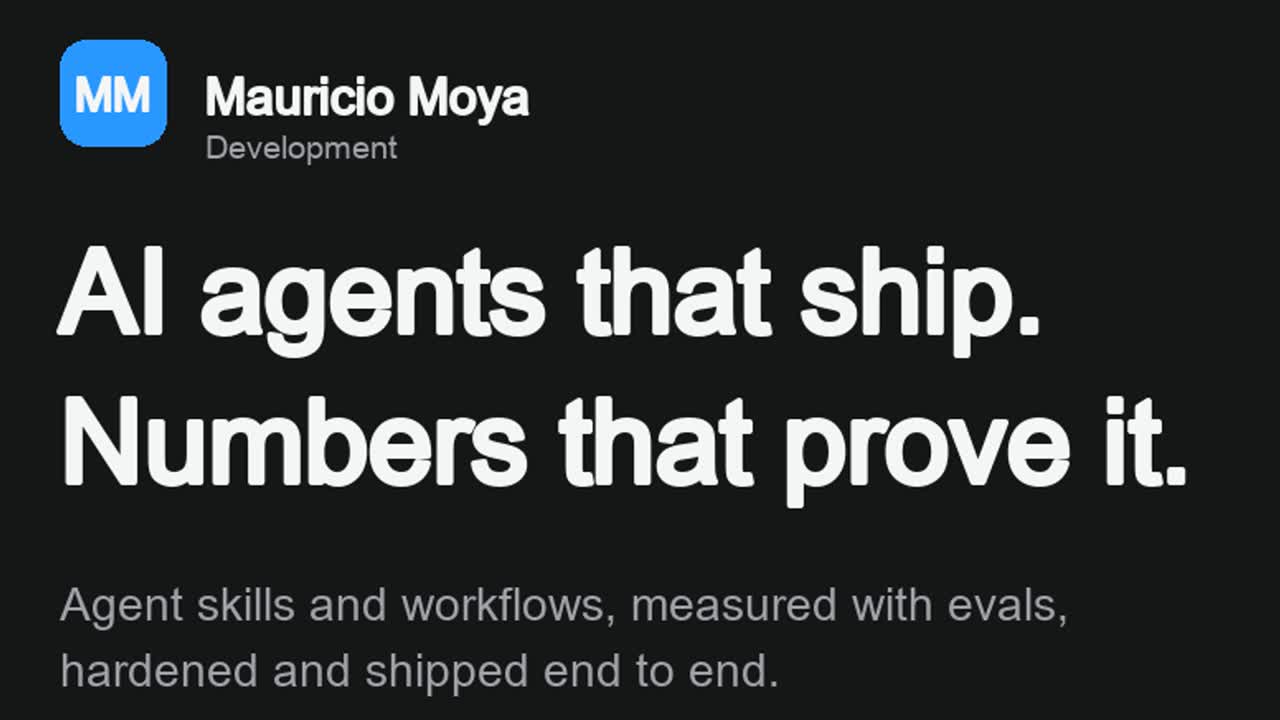 MM
Mauricio Moya
Development
AI agents that ship.
Numbers that prove it.
Agent skills and workflows, measured with evals,
hardened and shipped end to end.